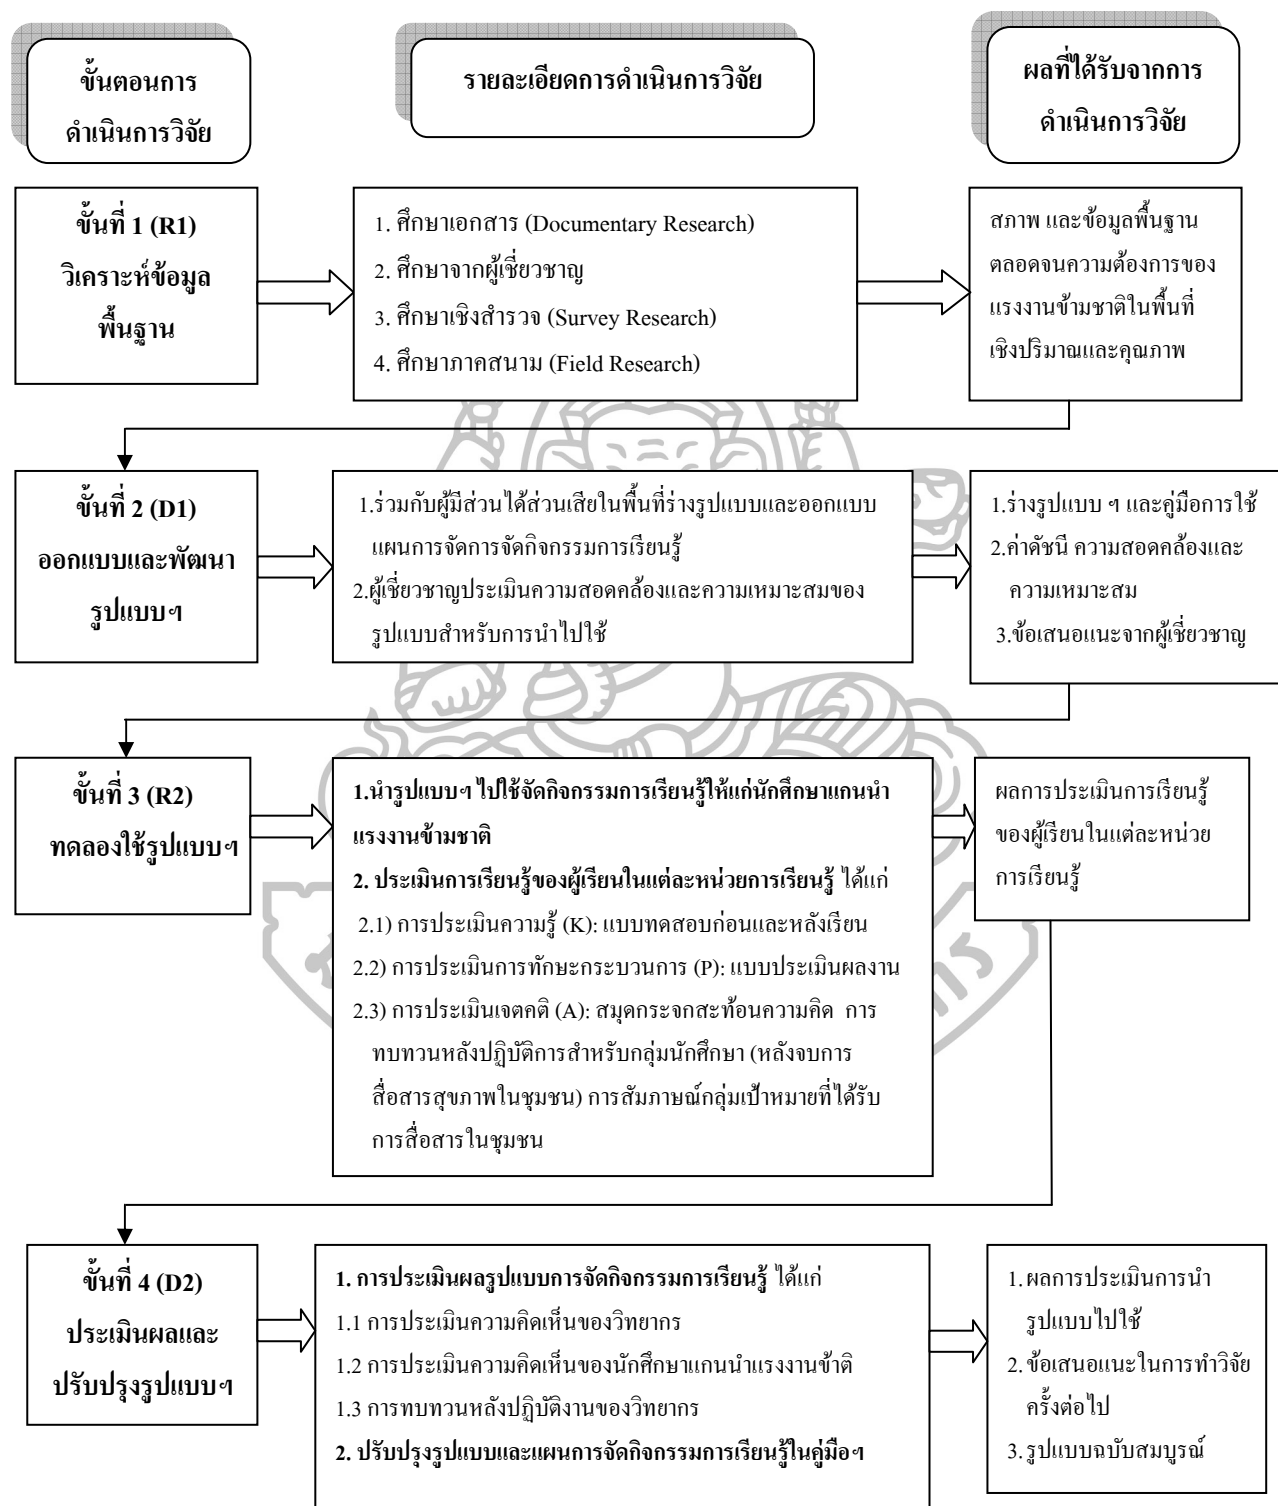 ขั้นตอนการ
ดำเนินการวิจัย
รายละเอียดการดำเนินการวิจัย
ผลที่ได้รับจากการ
ดำเนินการวิจัย
ขั้นที่ 1 (R1)
วิเคราะห์ข้อมูล
พื้นฐาน
1. ศึกษาเอกสาร (Documentary Research)
2. ศึกษาจากผู้เชี่ยวชาญ
3. ศึกษาเชิงสำรวจ (Survey Research)
4. ศึกษาภาคสนาม (Field Research)
สภาพ และข้อมูลพื้นฐาน
ตลอดจนความต้องการของ
แรงงานข้ามชาติในพื้นที่
เชิงปริมาณและคุณภาพ
ขั้นที่ 2 (D1)
ออกแบบและพัฒนา
รูปแบบฯ
1.ร่วมกับผู้มีส่วนได้ส่วนเสียในพื้นที่ร่างรูปแบบและออกแบบ
แผนการจัดการจัดกิจกรรมการเรียนรู้
2.ผู้เชี่ยวชาญประเมินความสอดคล้องและความเหมาะสมของ
รูปแบบสำหรับการนำไปใช้
1.ร่างรูปแบบ ฯ และคู่มือการใช้
2.ค่าดัชนี ความสอดคล้องและ
ความเหมาะสม
3.ข้อเสนอแนะจากผู้เชี่ยวชาญ
ขั้นที่ 3 (R2)
ทดลองใช้รูปแบบฯ
1.นำรูปแบบฯ ไปใช้จัดกิจกรรมการเรียนรู้ให้แก่นักศึกษาแกนนำ
แรงงานข้ามชาติ
2. ประเมินการเรียนรู้ของผู้เรียนในแต่ละหน่วยการเรียนรู้ ได้แก่
2.1) การประเมินความรู้ (K): แบบทดสอบก่อนและหลังเรียน
2.2) การประเมินการทักษะกระบวนการ (P): แบบประเมินผลงาน
2.3) การประเมินเจตคติ (A): สมุดกระจกสะท้อนความคิด การ
ทบทวนหลังปฏิบัติการสำหรับกลุ่มนักศึกษา (หลังจบการ
สื่อสารสุขภาพในชุมชน) การสัมภาษณ์กลุ่มเป้าหมายที่ได้รับ
การสื่อสารในชุมชน
ผลการประเมินการเรียนรู้
ของผู้เรียนในแต่ละหน่วย
การเรียนรู้
ขั้นที่ 4 (D2)
ประเมินผลและ
ปรับปรุงรูปแบบฯ
1. การประเมินผลรูปแบบการจัดกิจกรรมการเรียนรู้ ได้แก่
1.1 การประเมินความคิดเห็นของวิทยากร
1.2 การประเมินความคิดเห็นของนักศึกษาแกนนำแรงงานข้าติ
1.3 การทบทวนหลังปฏิบัติงานของวิทยากร
2. ปรับปรุงรูปแบบและแผนการจัดกิจกรรมการเรียนรู้ในคู่มือฯ
1. ผลการประเมินการนำ
รูปแบบไปใช้
2. ข้อเสนอแนะในการทำวิจัย
ครั้งต่อไป
3. รูปแบบฉบับสมบูรณ์